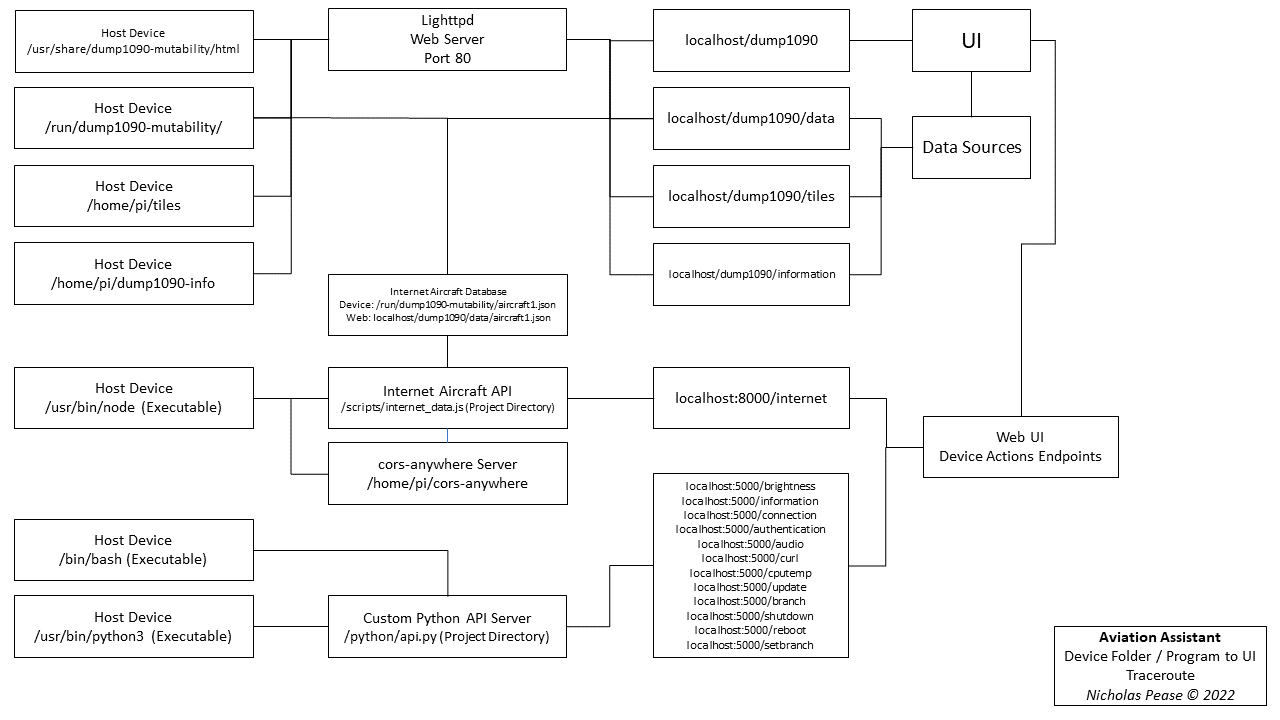 Host Device
/usr/share/dump1090-mutability/html
Lighttpd
Web Server
Port 80
localhost/dump1090
UI
Host Device
/run/dump1090-mutability/
localhost/dump1090/data
Data Sources
Host Device
/home/pi/tiles
localhost/dump1090/tiles
Host Device
/home/pi/dump1090-info
localhost/dump1090/information
Internet Aircraft Database
Device: /run/dump1090-mutability/aircraft1.json
Web: localhost/dump1090/data/aircraft1.json
Host Device
/usr/bin/node (Executable)
Internet Aircraft API
/scripts/internet_data.js (Project Directory)
localhost:8000/internet
Web UI
Device Actions Endpoints
cors-anywhere Server
/home/pi/cors-anywhere
localhost:5000/brightness
localhost:5000/information
localhost:5000/connection
localhost:5000/authentication
localhost:5000/audio
localhost:5000/curl
localhost:5000/cputemp
localhost:5000/update
localhost:5000/branch
localhost:5000/shutdown
localhost:5000/reboot
localhost:5000/setbranch
Host Device
/bin/bash (Executable)
Host Device
/usr/bin/python3 (Executable)
Custom Python API Server
/python/api.py (Project Directory)
Aviation Assistant
Device Folder / Program to UI
Traceroute
Nicholas Pease © 2022